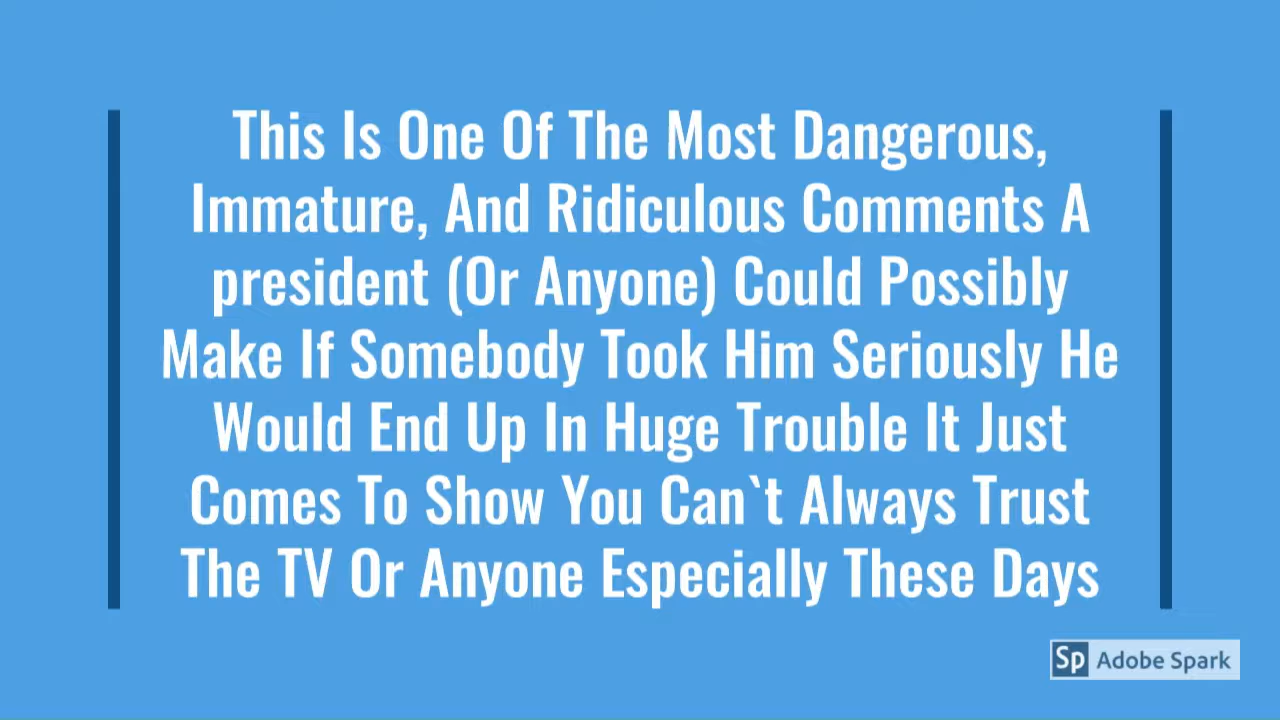 This Is One Of The Most Dangerous,
Immature, And Ridiculous Comments A
president (Or Anyone) Could Possibly
Make If Somebody Took Him Seriously He
Would End Up In Huge Trouble It Just
Comes To Show You Can`t Always Trust
The TV Or Anyone Especially These Days
Sp Adobe Spark